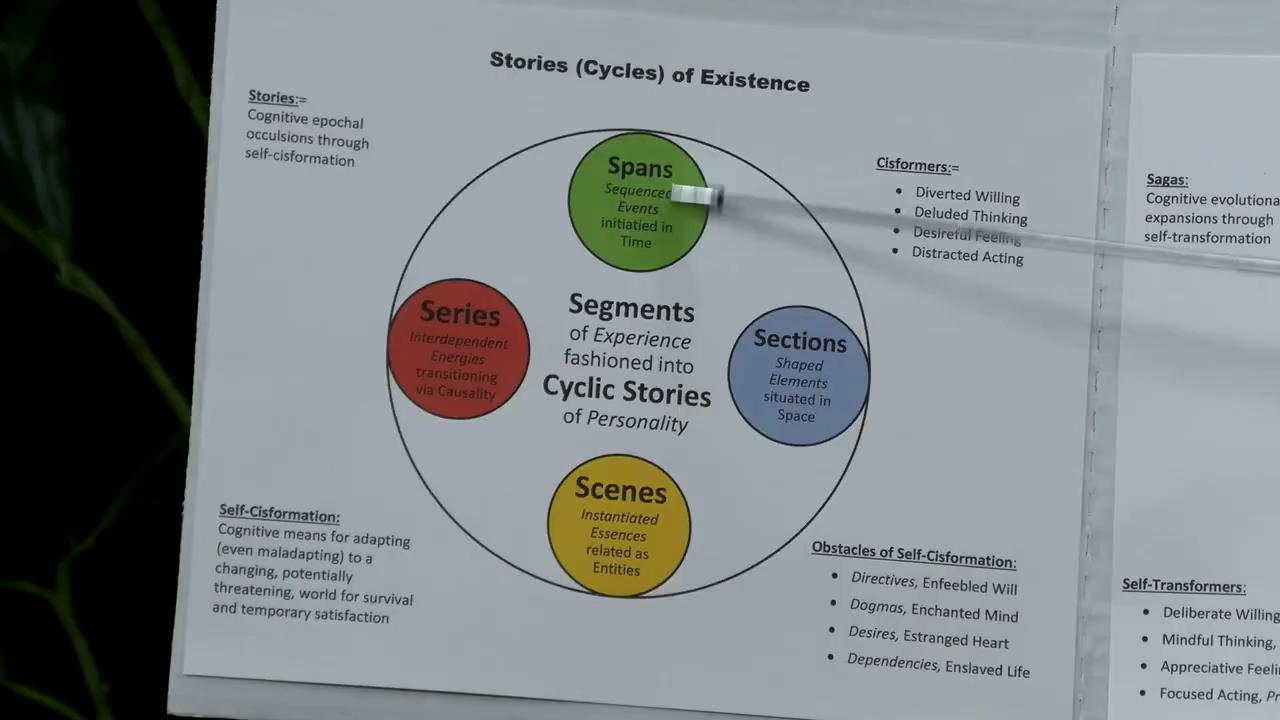 Stories (Cycles) of Existence
Stories:=
Cognitive epochal
occulsions through
self-cisformation
Spans
Sequenced
Events
initiatied in
Time
Cisformers:=
Diverted Willing
Deluded Thinking
Desireful Feeling
Distracted Acting
Series
Interdependent
Energies
transitioning
via Causality
Segments
of Experience
fashioned into
Cyclic Stories
of Personality
Sections
Shaped
Elements
situated in
Space
Scenes
Instantiated
Essences
related as
Entities
Self-Cisformation:
Cognitive means for adapting
(even maladapting) to a
changing, potentially
threatening, world for survival
and temporary satisfaction
Obstacles of Self-Cisformation:
Directives, Enfeebled Will
Dogmas, Enchanted Mind
Desires, Estranged Heart
Dependencies, Enslaved Life
Sagas:
Cognitive evolutiona
expansions through
self-transformation
Self-Transformers:
Deliberate Willing
Mindful Thinking,
Appreciative Feeli
Focused Acting, Pr